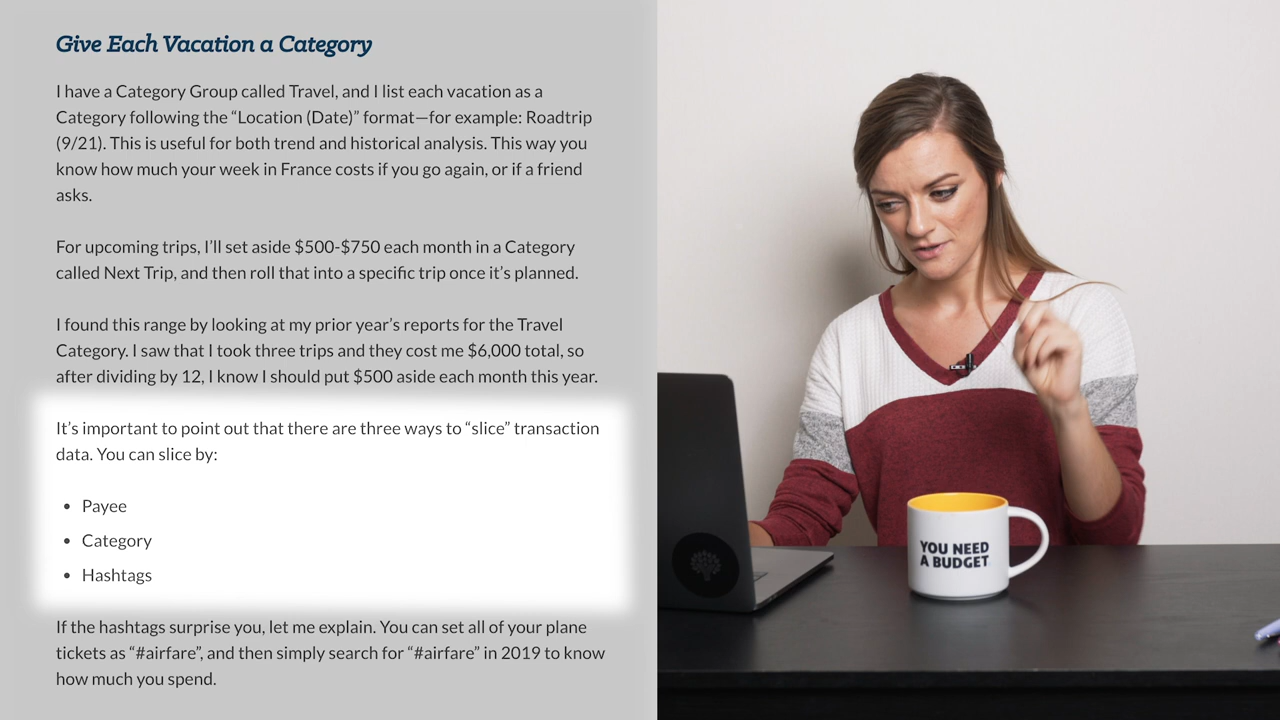 Give Each Vacation a Category
I have a Category Group called Travel, and I list each vacation as a
Category following the “Location (Date)” format—for example: Roadtrip
(9/21). This is useful for both trend and historical analysis. This way you
know how much your week in France costs if you go again, or if a friend
asks.
For upcoming trips, I’ll set aside $500-$750 each month in a Category
called Next Trip, and then roll that into a specific trip once it’s planned.
I found this range by looking at my prior year’s reports for the Travel
Category. I saw that I took three trips and they cost me $6,000 total, so
after dividing by 12, I know I should put $500 aside each month this year.
It’s important to point out that there are three ways to “slice” transaction
data. You can slice by:
• Payee
• Category
• Hashtags
If the hashtags surprise you, let me explain. You can set all of your plane
tickets as “#airfare”, and then simply search for “#airfare” in 2019 to know
how much you spend.
YOU NEED
A BUDGET